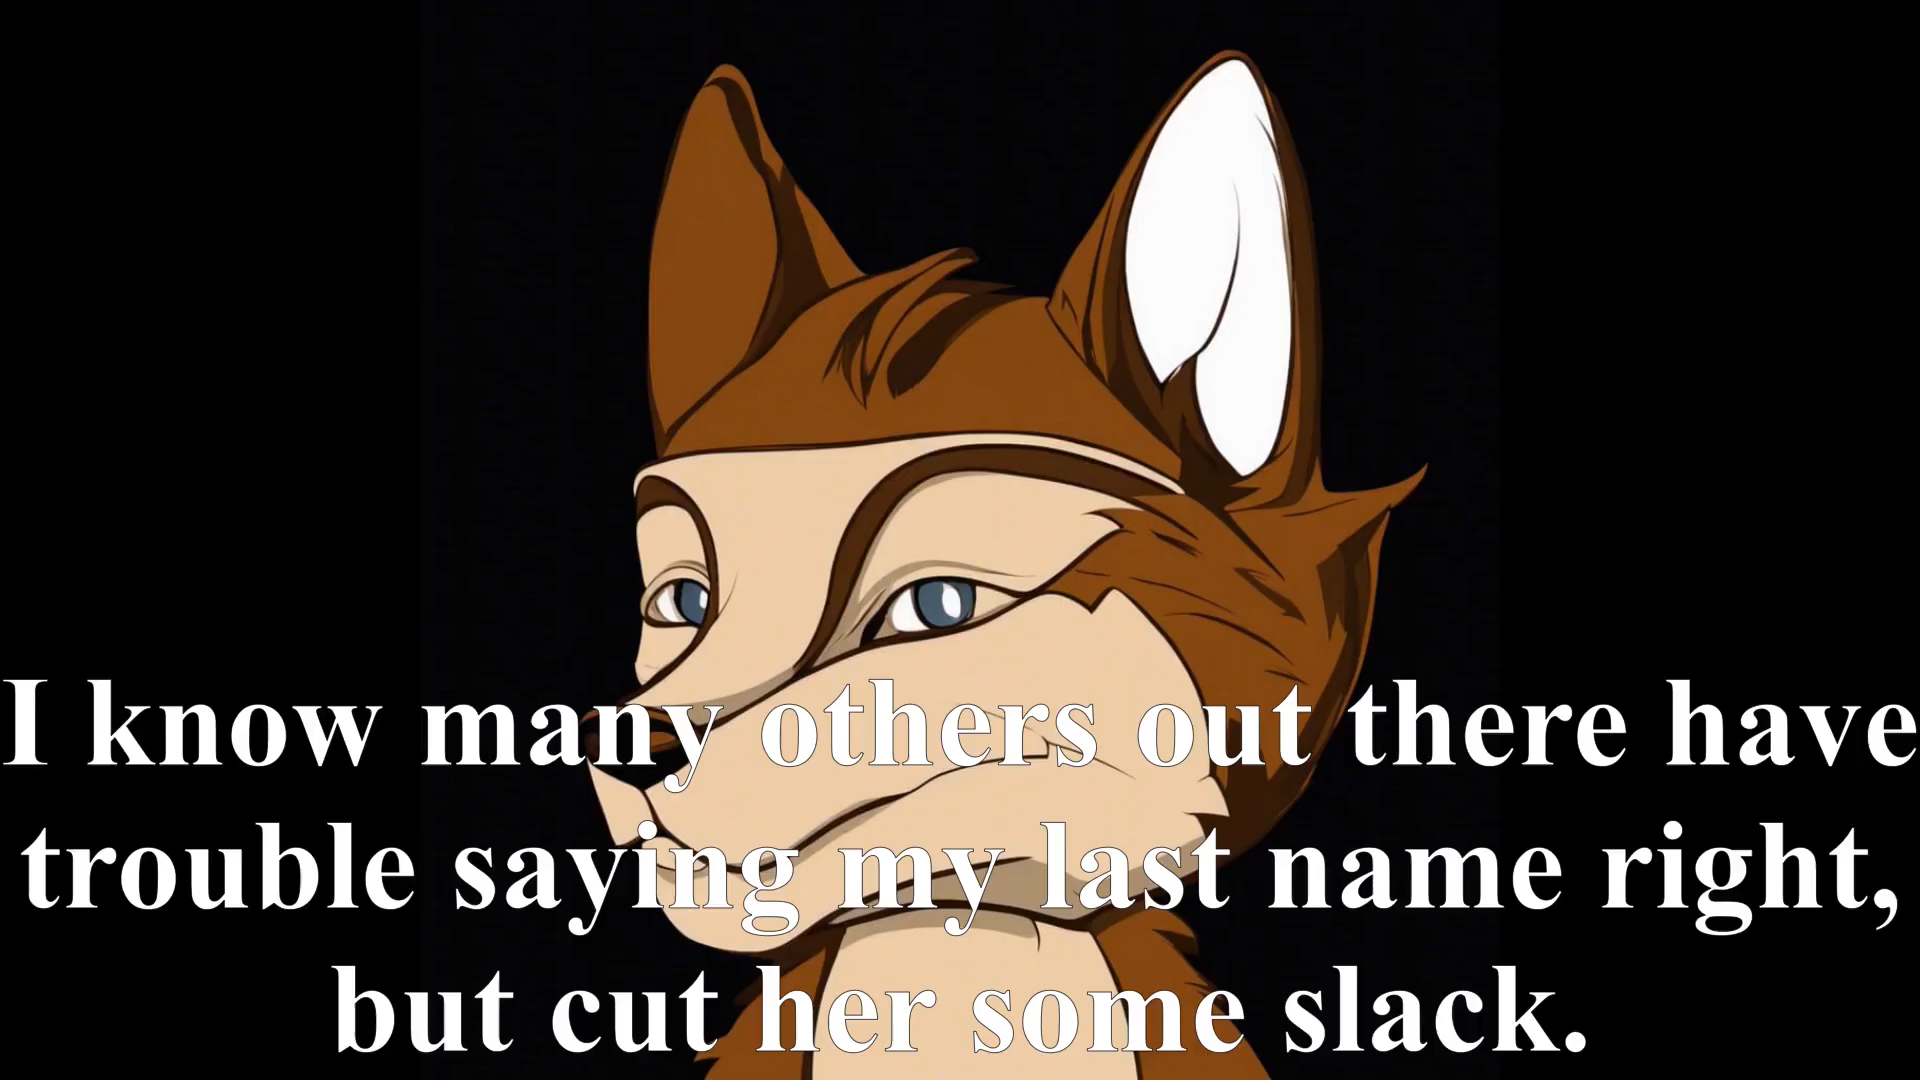 I know many others out there have
trouble saying my last name right,
but cut her some slack.